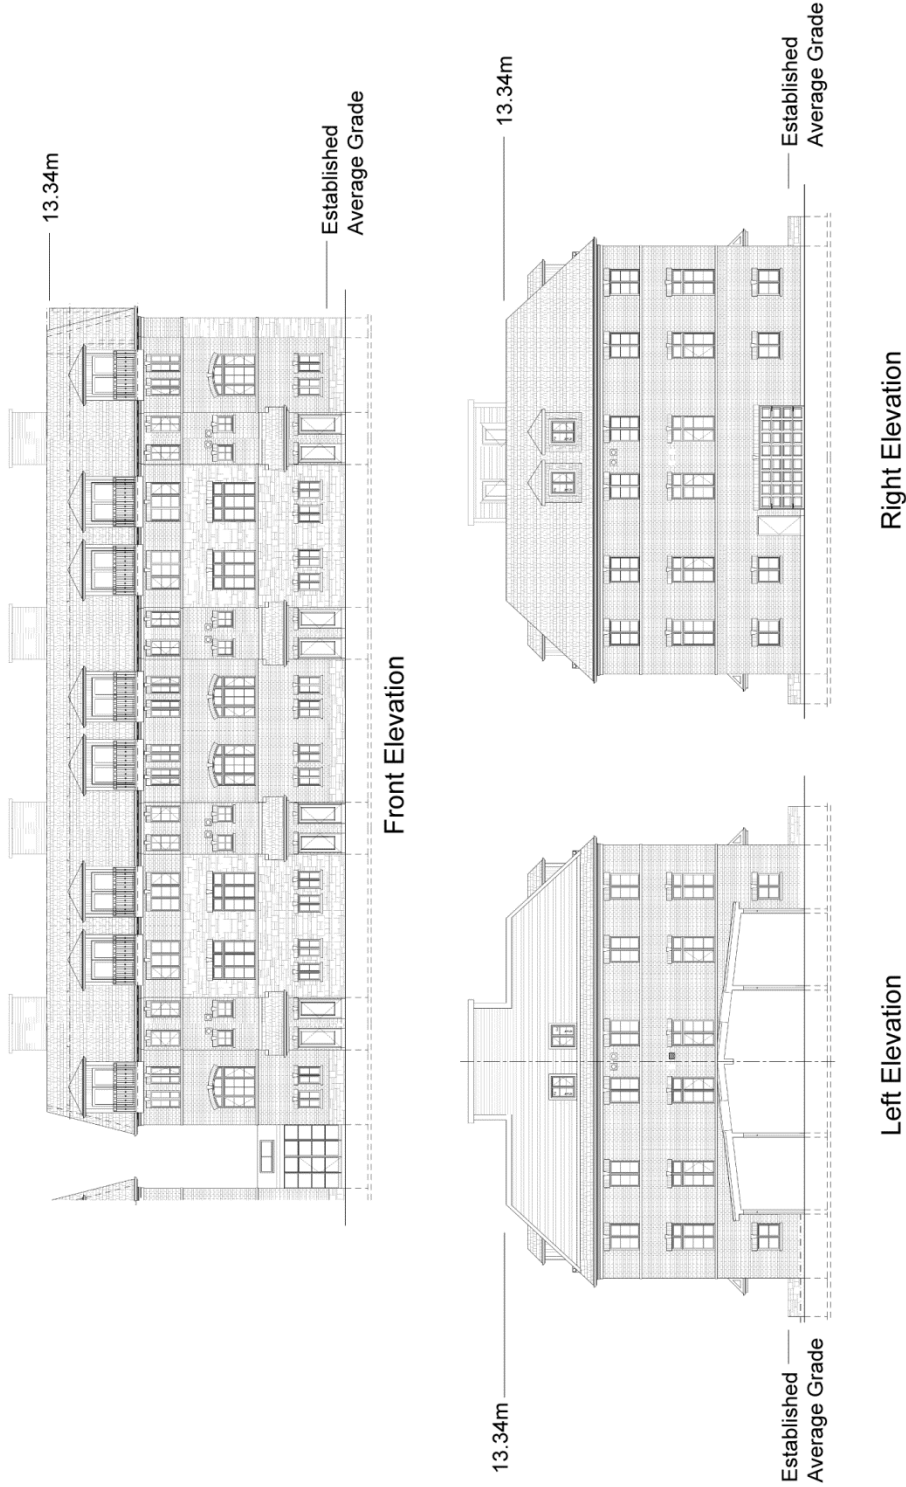 13.34m
Established
Average Grade
Front Elevation
13.34m
Established
Average Grade
Left Elevation
13.34m
Established
Average Grade
Right Elevation